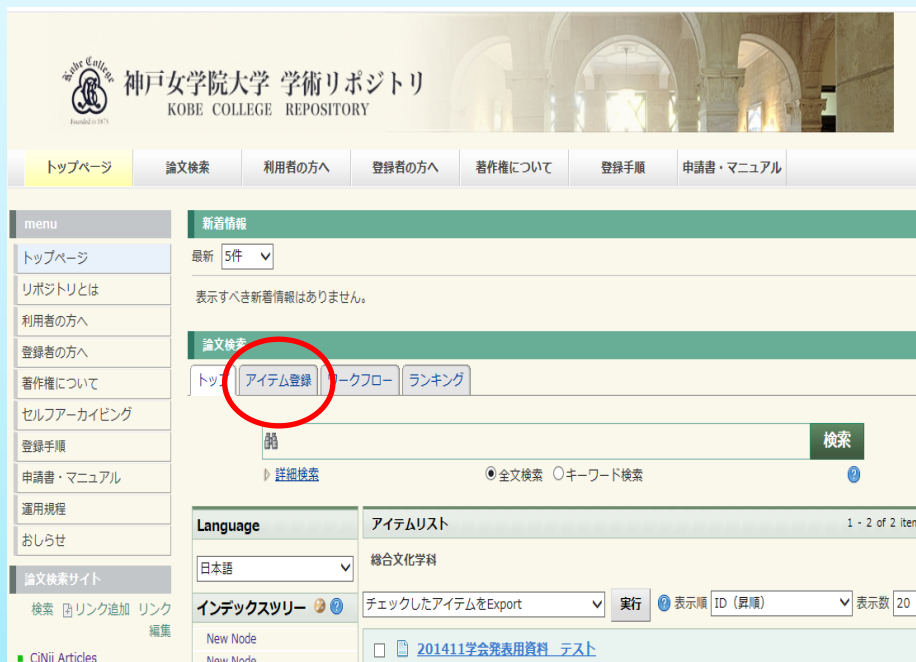 Kobe College
Founded in 1875
神戸女学院大学 学術リポジトリ
KOBE COLLEGE REPOSITORY
トップページ 論文検索 利用者の方へ 登録者の方へ 著作権について 登録手順 申請書・マニュアル
menu
トップページ
リポジトリとは
利用者の方へ
登録者の方へ
著作権について
セルフアーカイビング
登録手順
申請書・マニュアル
運用規程
おしらせ
論文検索サイト
検索 リンク追加 リンク
編集
CiNii Articles
新着情報
最新 5件
表示すべき新着情報はありません。
論文検索
トップ アイテム登録 ワークフロー ランキング
検索
詳細検索 全文検索 キーワード検索
Language
日本語
インデックスツリー
New Node
New Node
アイテムリスト 1 - 2 of 2 item
総合文化学科
チェックしたアイテムをExport 実行 表示順 ID（昇順） 表示数 20
201411学会発表用資料 テスト